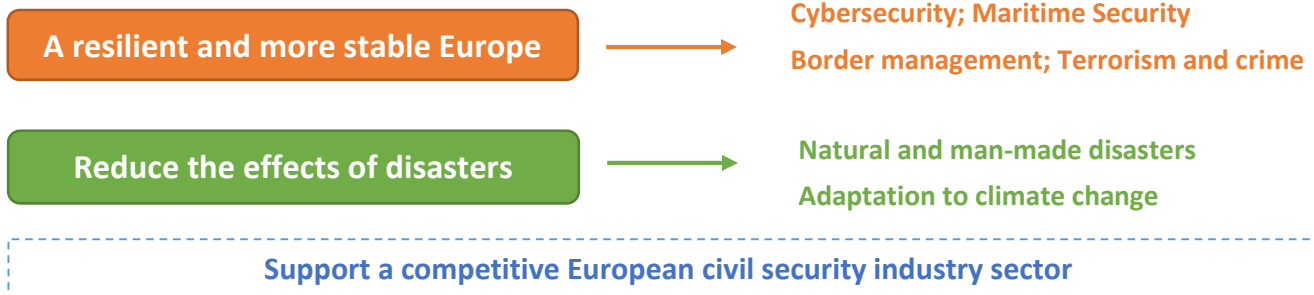 Cybersecurity; Maritime Security
A resilient and more stable Europe
Border management; Terrorism and crime
Reduce the effects of disasters
Natural and man-made disasters
Adaptation to climate change
Support a competitive European civil security industry sector